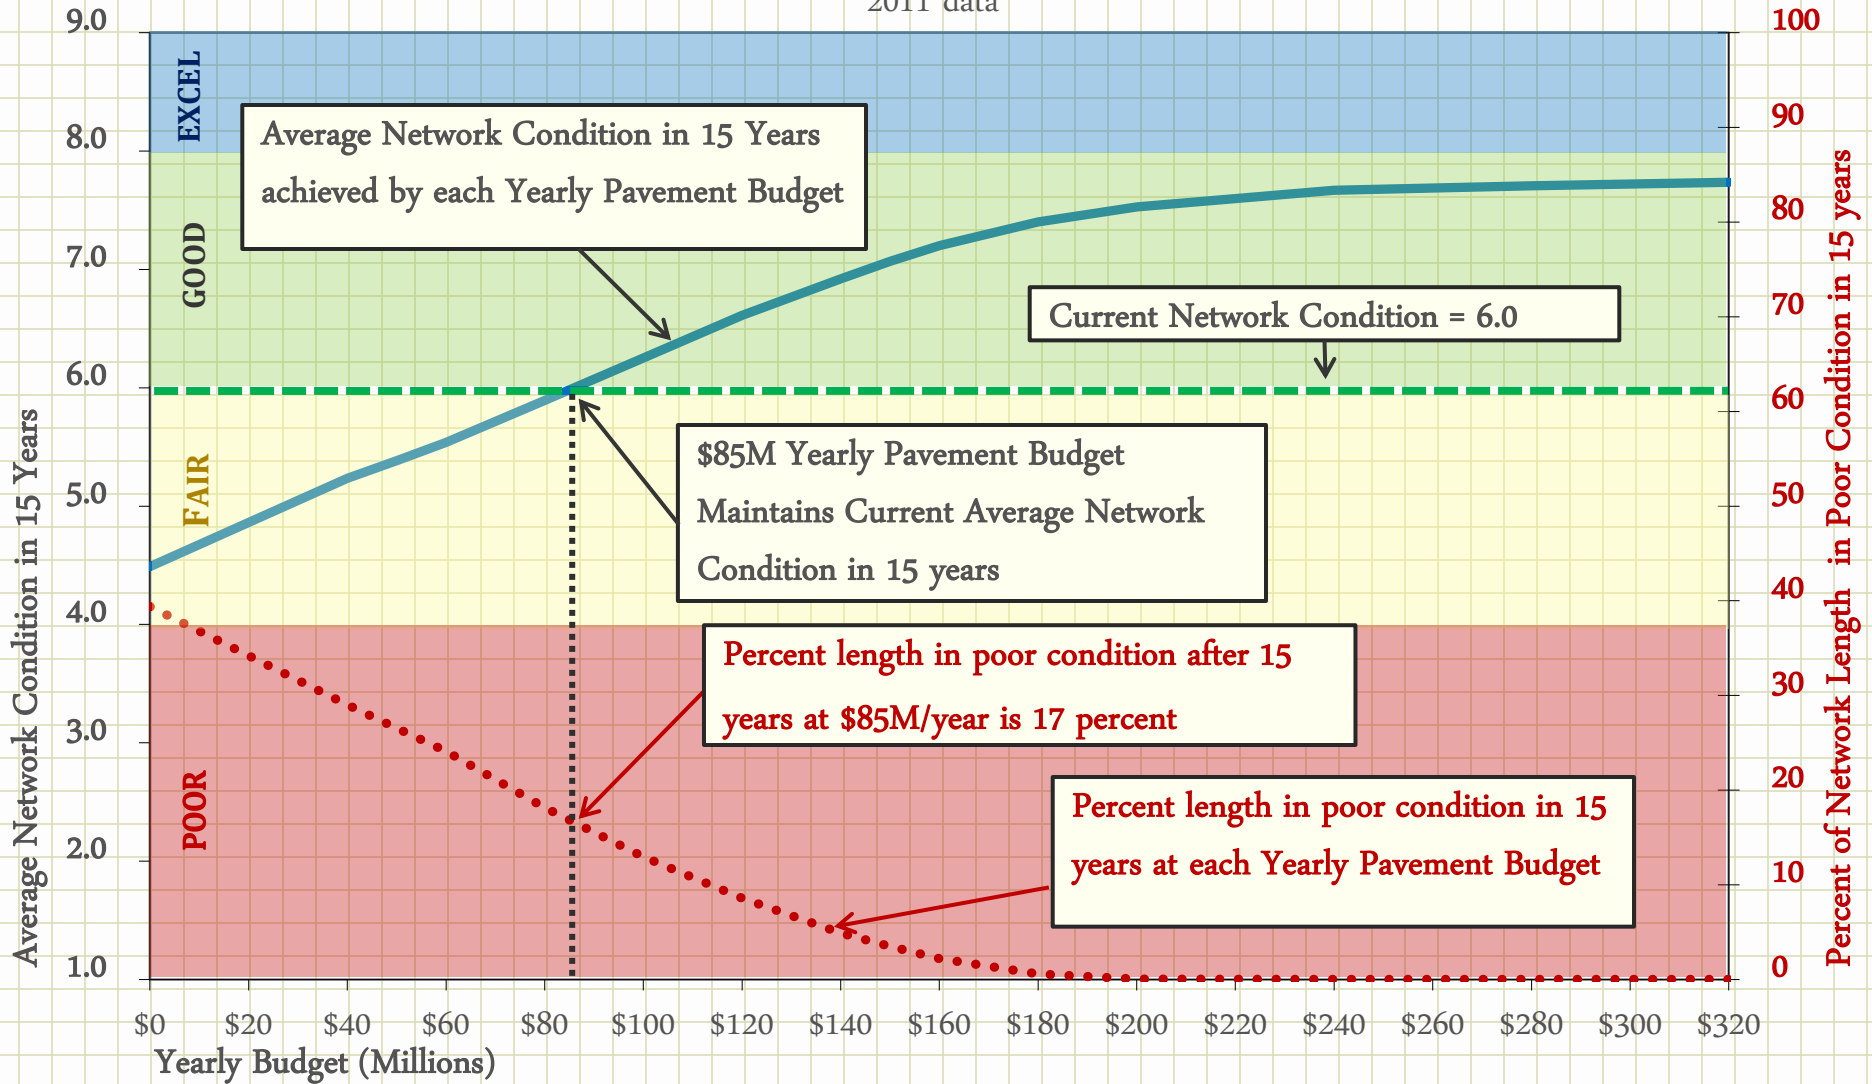 2011 data
9.0
8.0
7.0
6.0
5.0
4.0
3.0
2.0
1.0
Average Network Condition in 15 Years
EXCEL
GOOD
FAIR
POOR
Average Network Condition in 15 Years
achieved by each Yearly Pavement Budget
Current Network Condition = 6.0
$85M Yearly Pavement Budget
Maintains Current Average Network
Condition in 15 years
Percent length in poor condition after 15
years at $85M/year is 17 percent
Percent length in poor condition in 15
years at each Yearly Pavement Budget
100
90
80
70
60
50
40
30
20
10
0
Percent of Network Length in Poor Condition in 15 years
$0 $20 $40 $60 $80 $100 $120 $140 $160 $180 $200 $220 $240 $260 $280 $300 $320
Yearly Budget (Millions)